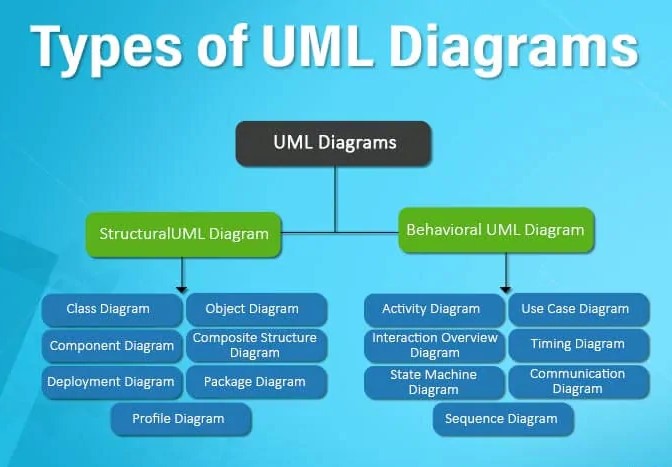 Types of UML Diagrams
UML Diagrams
StructuralUML Diagram
Behavioral UML Diagram
Class Diagram
Object Diagram
Component Diagram
Composite Structure
Diagram
Deployment Diagram
Package Diagram
Profile Diagram
Activity Diagram
Use Case Diagram
Interaction Overview
Diagram
Timing Diagram
State Machine
Diagram
Communication
Diagram
Sequence Diagram